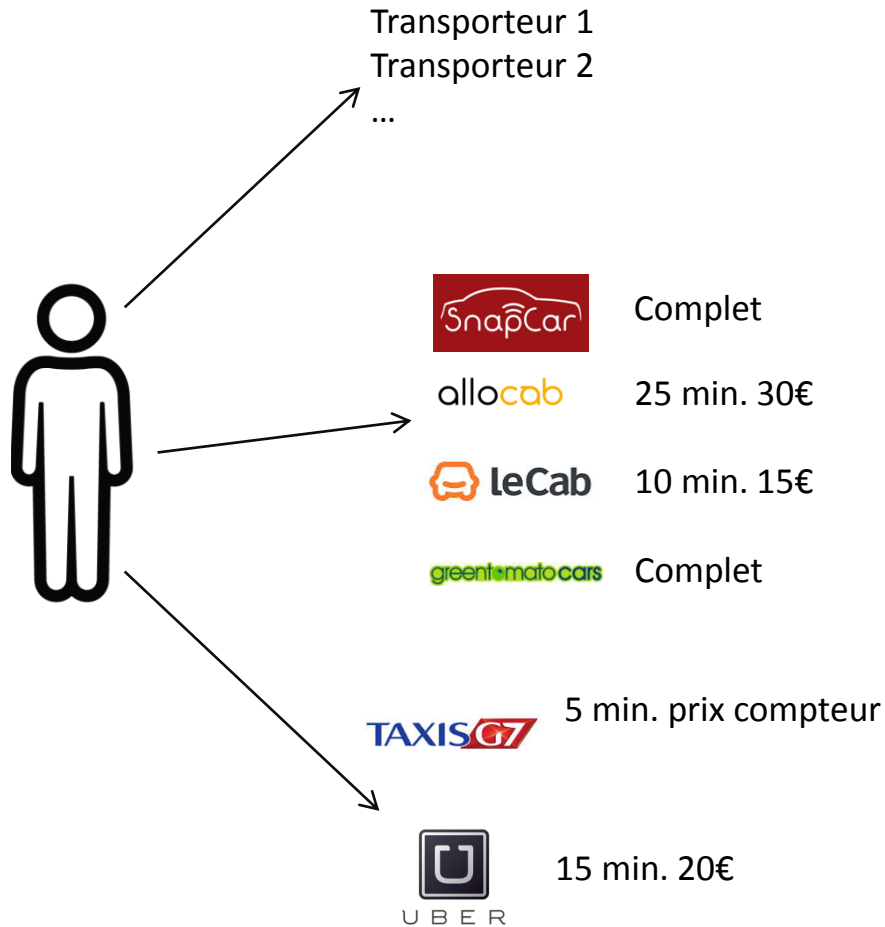 Transporteur 1
Transporteur 2
...
SnapCar Complet
allocab 25 min. 30€
leCab 10 min. 15€
greentomatocars Complet
TAXIS G7 5 min. prix compteur
U 15 min. 20€
UBER